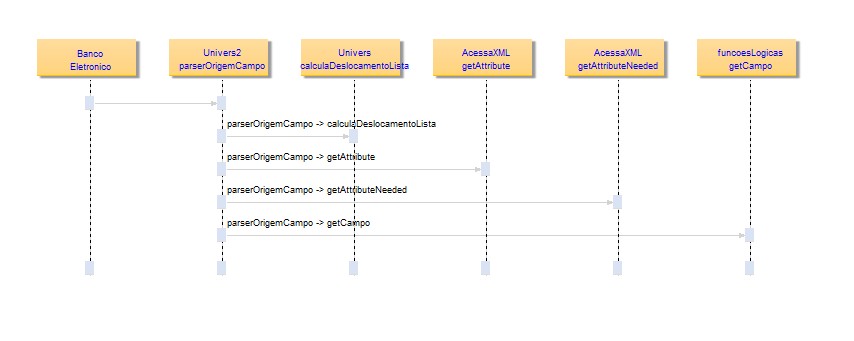 Banco
Eletronico
Univers2
parserOrigemCampo
Univers
calculaDeslocamentoLista
AcessaXML
getAttribute
AcessaXML
getAttributeNeeded
funcoesLogicas
getCampo
parserOrigemCampo -> calculaDeslocamentoLista
parserOrigemCampo -> getAttribute
parserOrigemCampo -> getAttributeNeeded
parserOrigemCampo -> getCampo